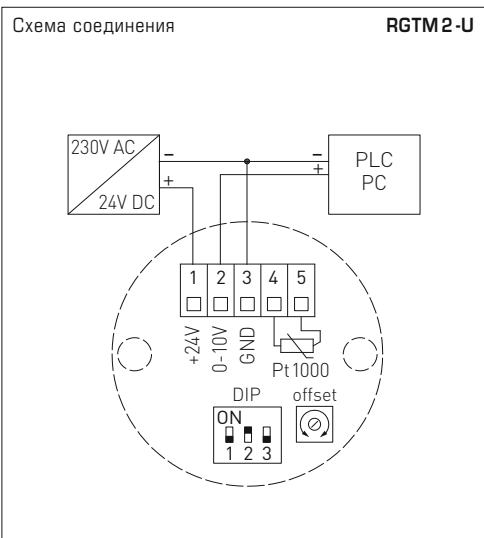 Схема соединения RGTM 2-U
230V AC
24V DC
– +
– +
PLC
PC
1 2 3 4 5
+24V
0-10V
GND
Pt1000
DIP offset
ON
1 2 3